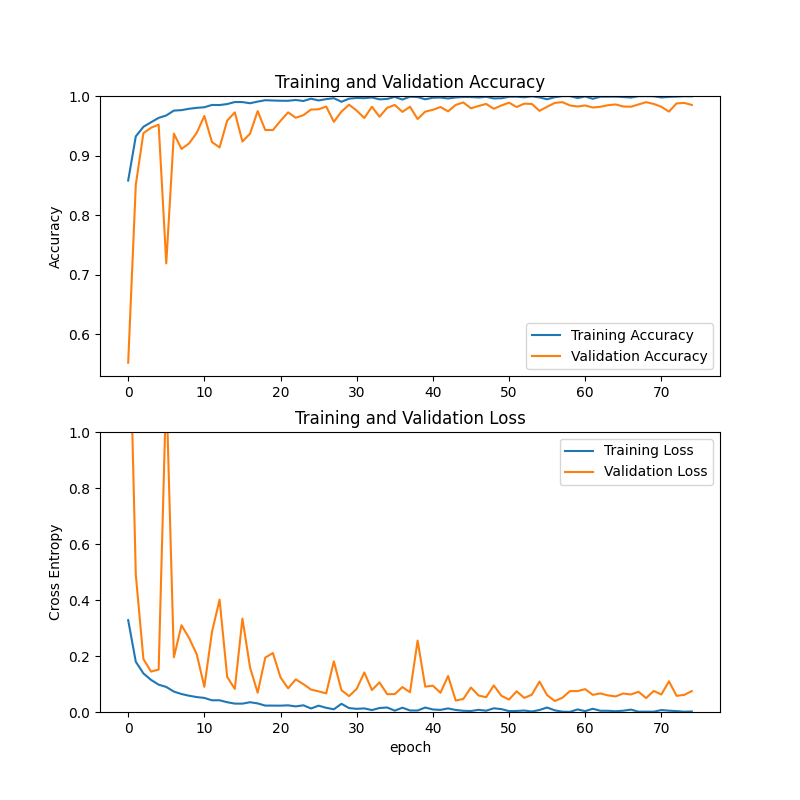 Training and Validation Accuracy
1.0
0.9
0.8
0.7
0.6
Accuracy
Training Accuracy
Validation Accuracy
0 10 20 30 40 50 60 70
Training and Validation Loss
1.0
0.8
0.6
0.4
0.2
0.0
Cross Entropy
Training Loss
Validation Loss
0 10 20 30 40 50 60 70
epoch